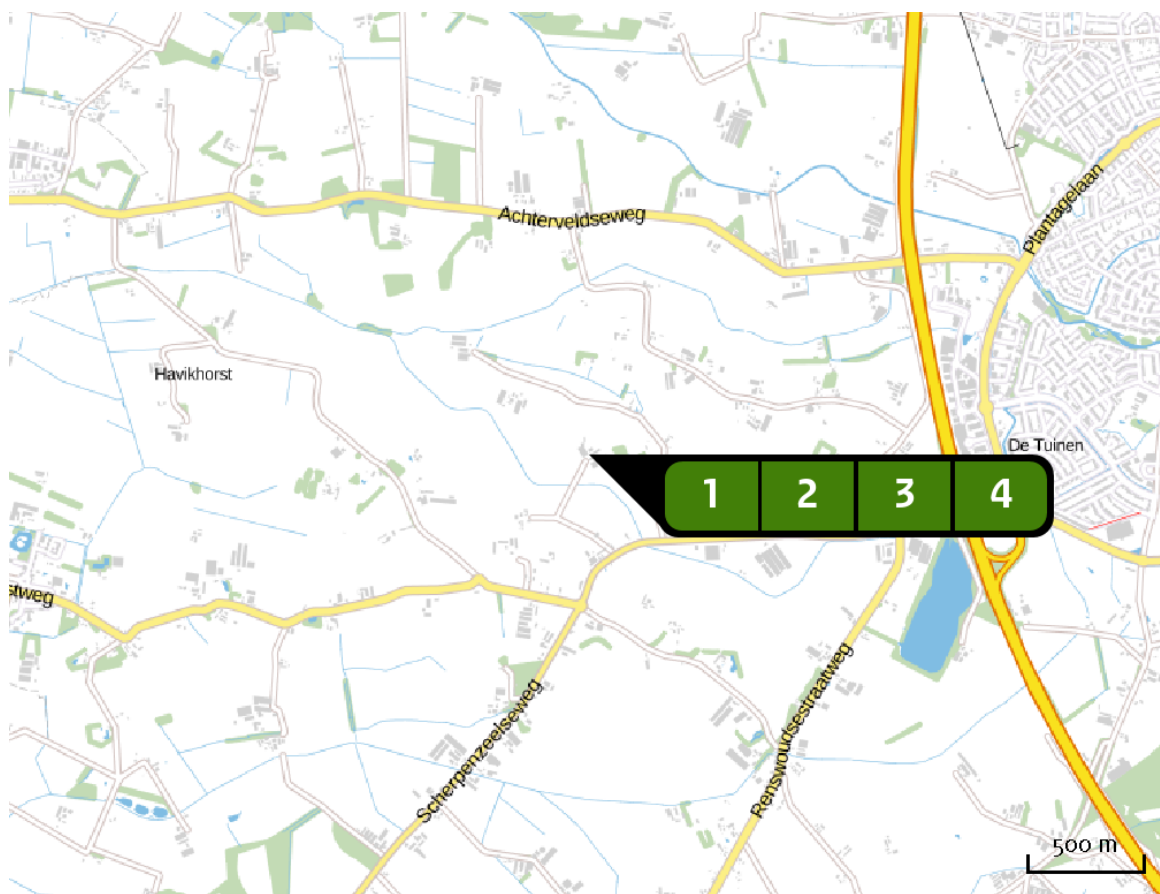 Plantagelaan
Achterveldseweg
Havikhorst
De Tuinen
1 2 3 4
stweg
Renswoudsestraatweg
Scherpenzeelseweg
500 m